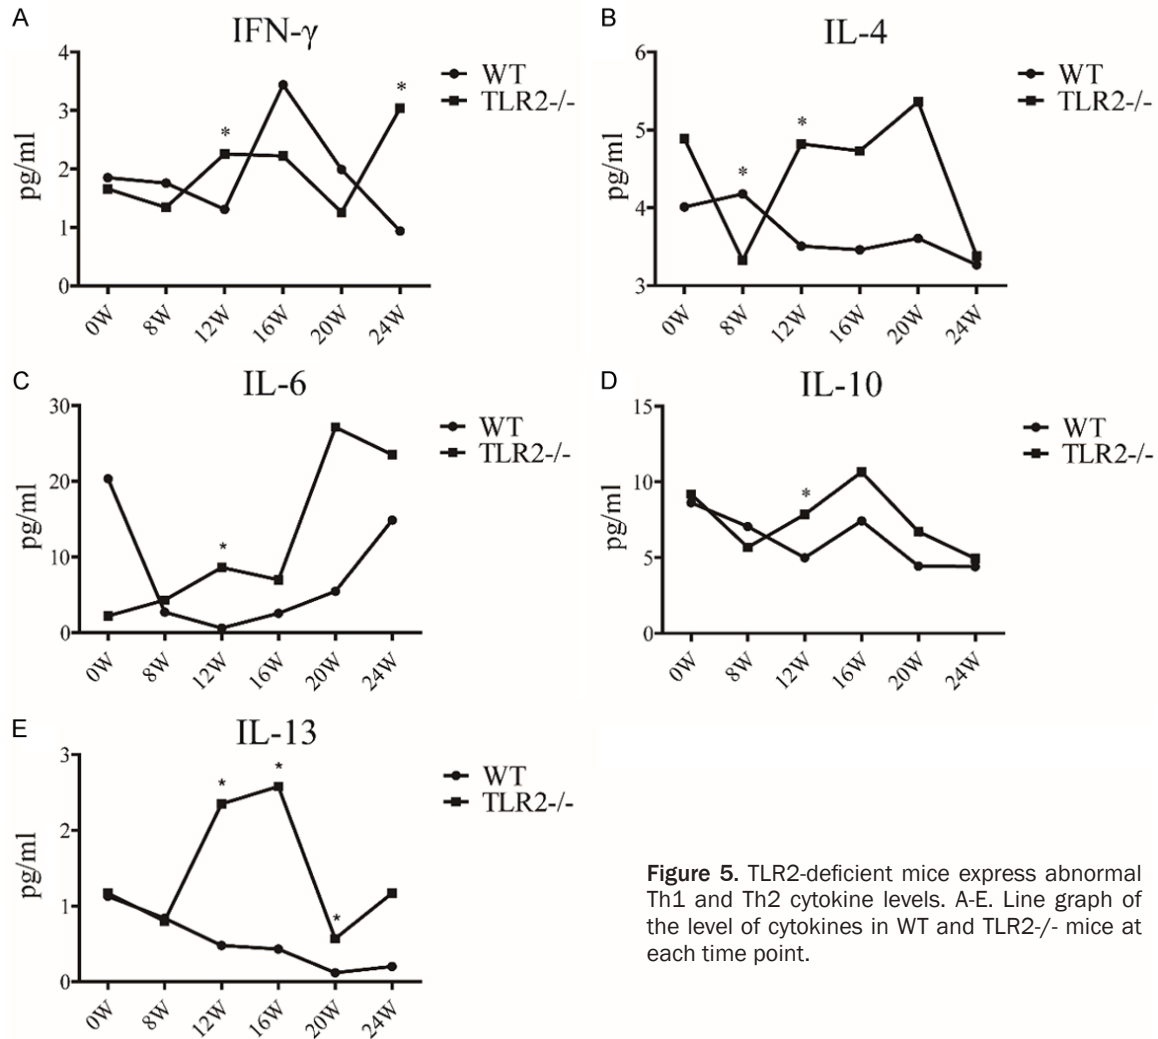 A
IFN-γ
4
3
2
1
0
pg/ml
*
*
WT
TLR2-/-
0W
8W
12W
16W
20W
24W
B
IL-4
6
5
4
3
pg/ml
*
*
WT
TLR2-/-
0W
8W
12W
16W
20W
24W
C
IL-6
30
20
10
0
pg/ml
*
WT
TLR2-/-
0W
8W
12W
16W
20W
24W
D
IL-10
15
10
5
0
pg/ml
*
WT
TLR2-/-
0W
8W
12W
16W
20W
24W
E
IL-13
3
2
1
0
pg/ml
*
*
*
WT
TLR2-/-
0W
8W
12W
16W
20W
24W
Figure 5. TLR2-deficient mice express abnormal
Th1 and Th2 cytokine levels. A-E. Line graph of
the level of cytokines in WT and TLR2-/- mice at
each time point.